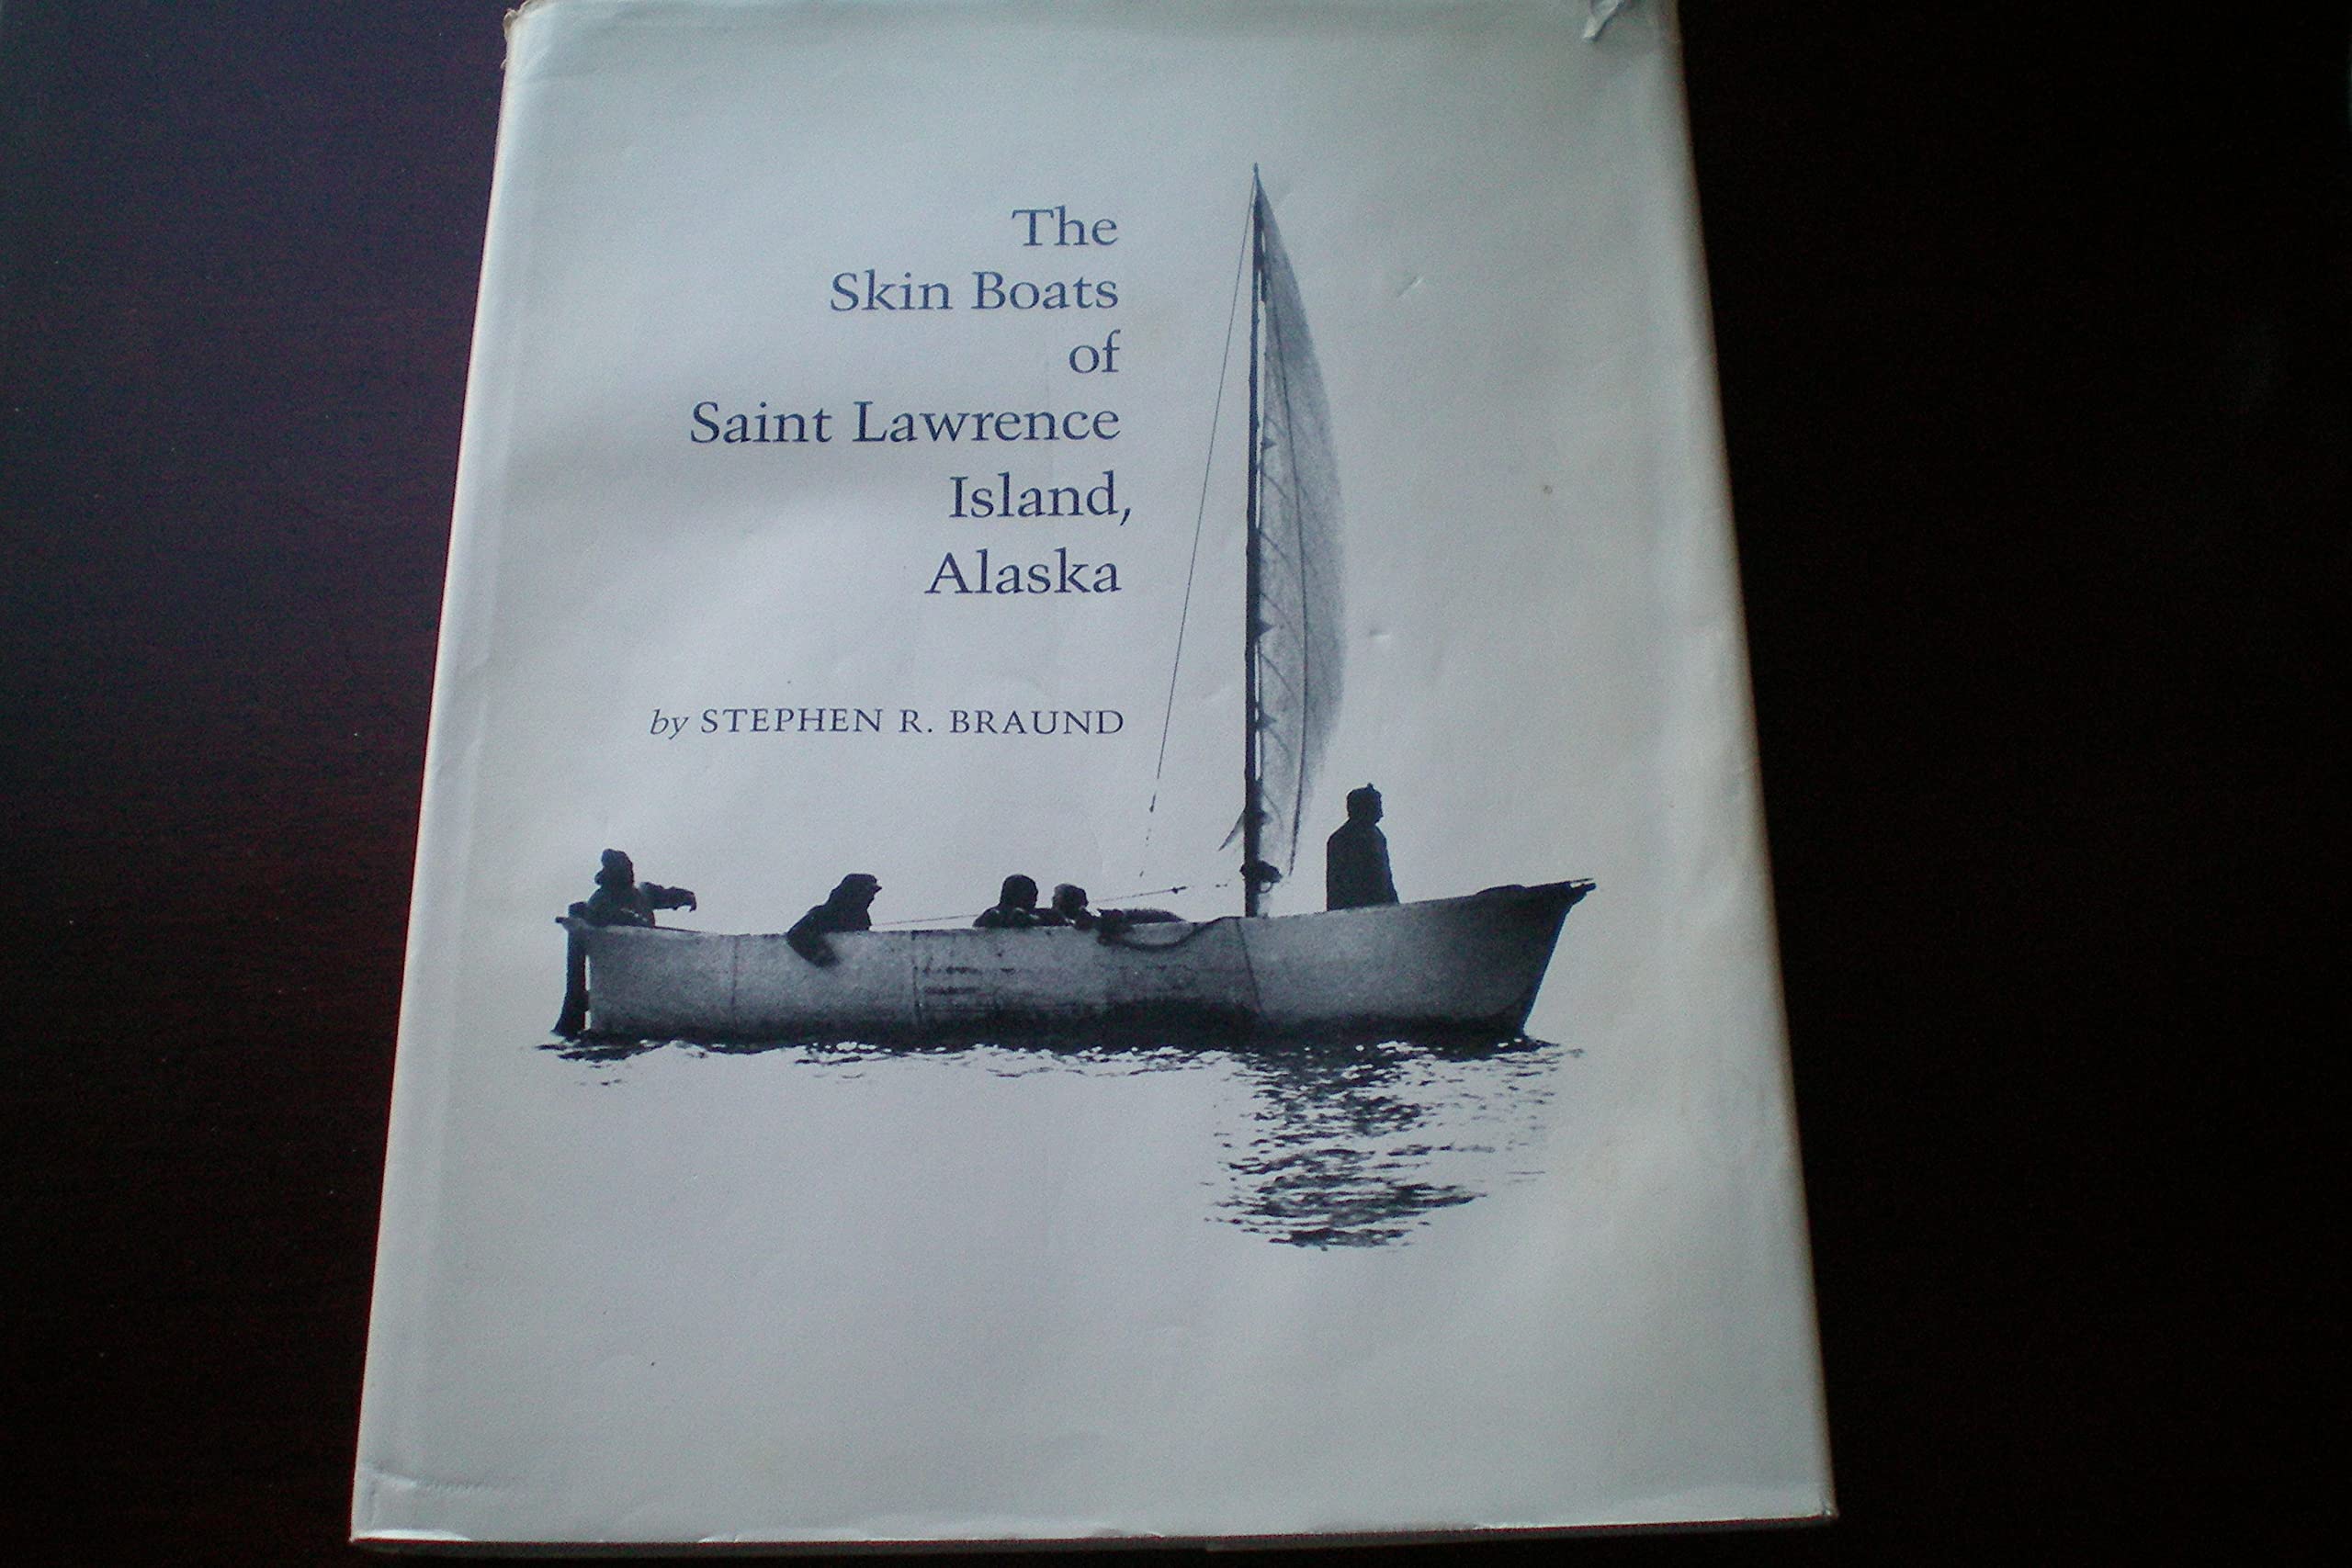 The
Skin Boats
of
Saint Lawrence
Island,
Alaska
by STEPHEN R. BRAUND